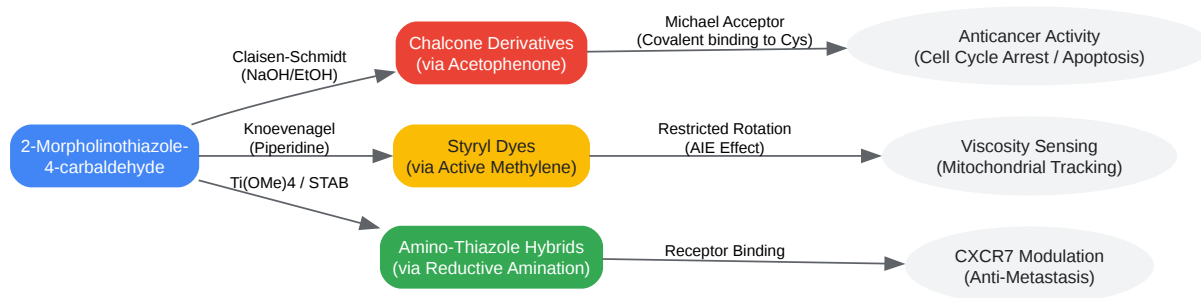 2-Morpholinothiazole-
4-carbaldehyde
Claisen-Schmidt
(NaOH/EtOH)
Chalcone Derivatives
(via Acetophenone)
Michael Acceptor
(Covalent binding to Cys)
Anticancer Activity
(Cell Cycle Arrest / Apoptosis)
Knoevenagel
(Piperidine)
Styryl Dyes
(via Active Methylene)
Restricted Rotation
(AIE Effect)
Viscosity Sensing
(Mitochondrial Tracking)
Ti(OMe)4 / STAB
Amino-Thiazole Hybrids
(via Reductive Amination)
Receptor Binding
CXCR7 Modulation
(Anti-Metastasis)